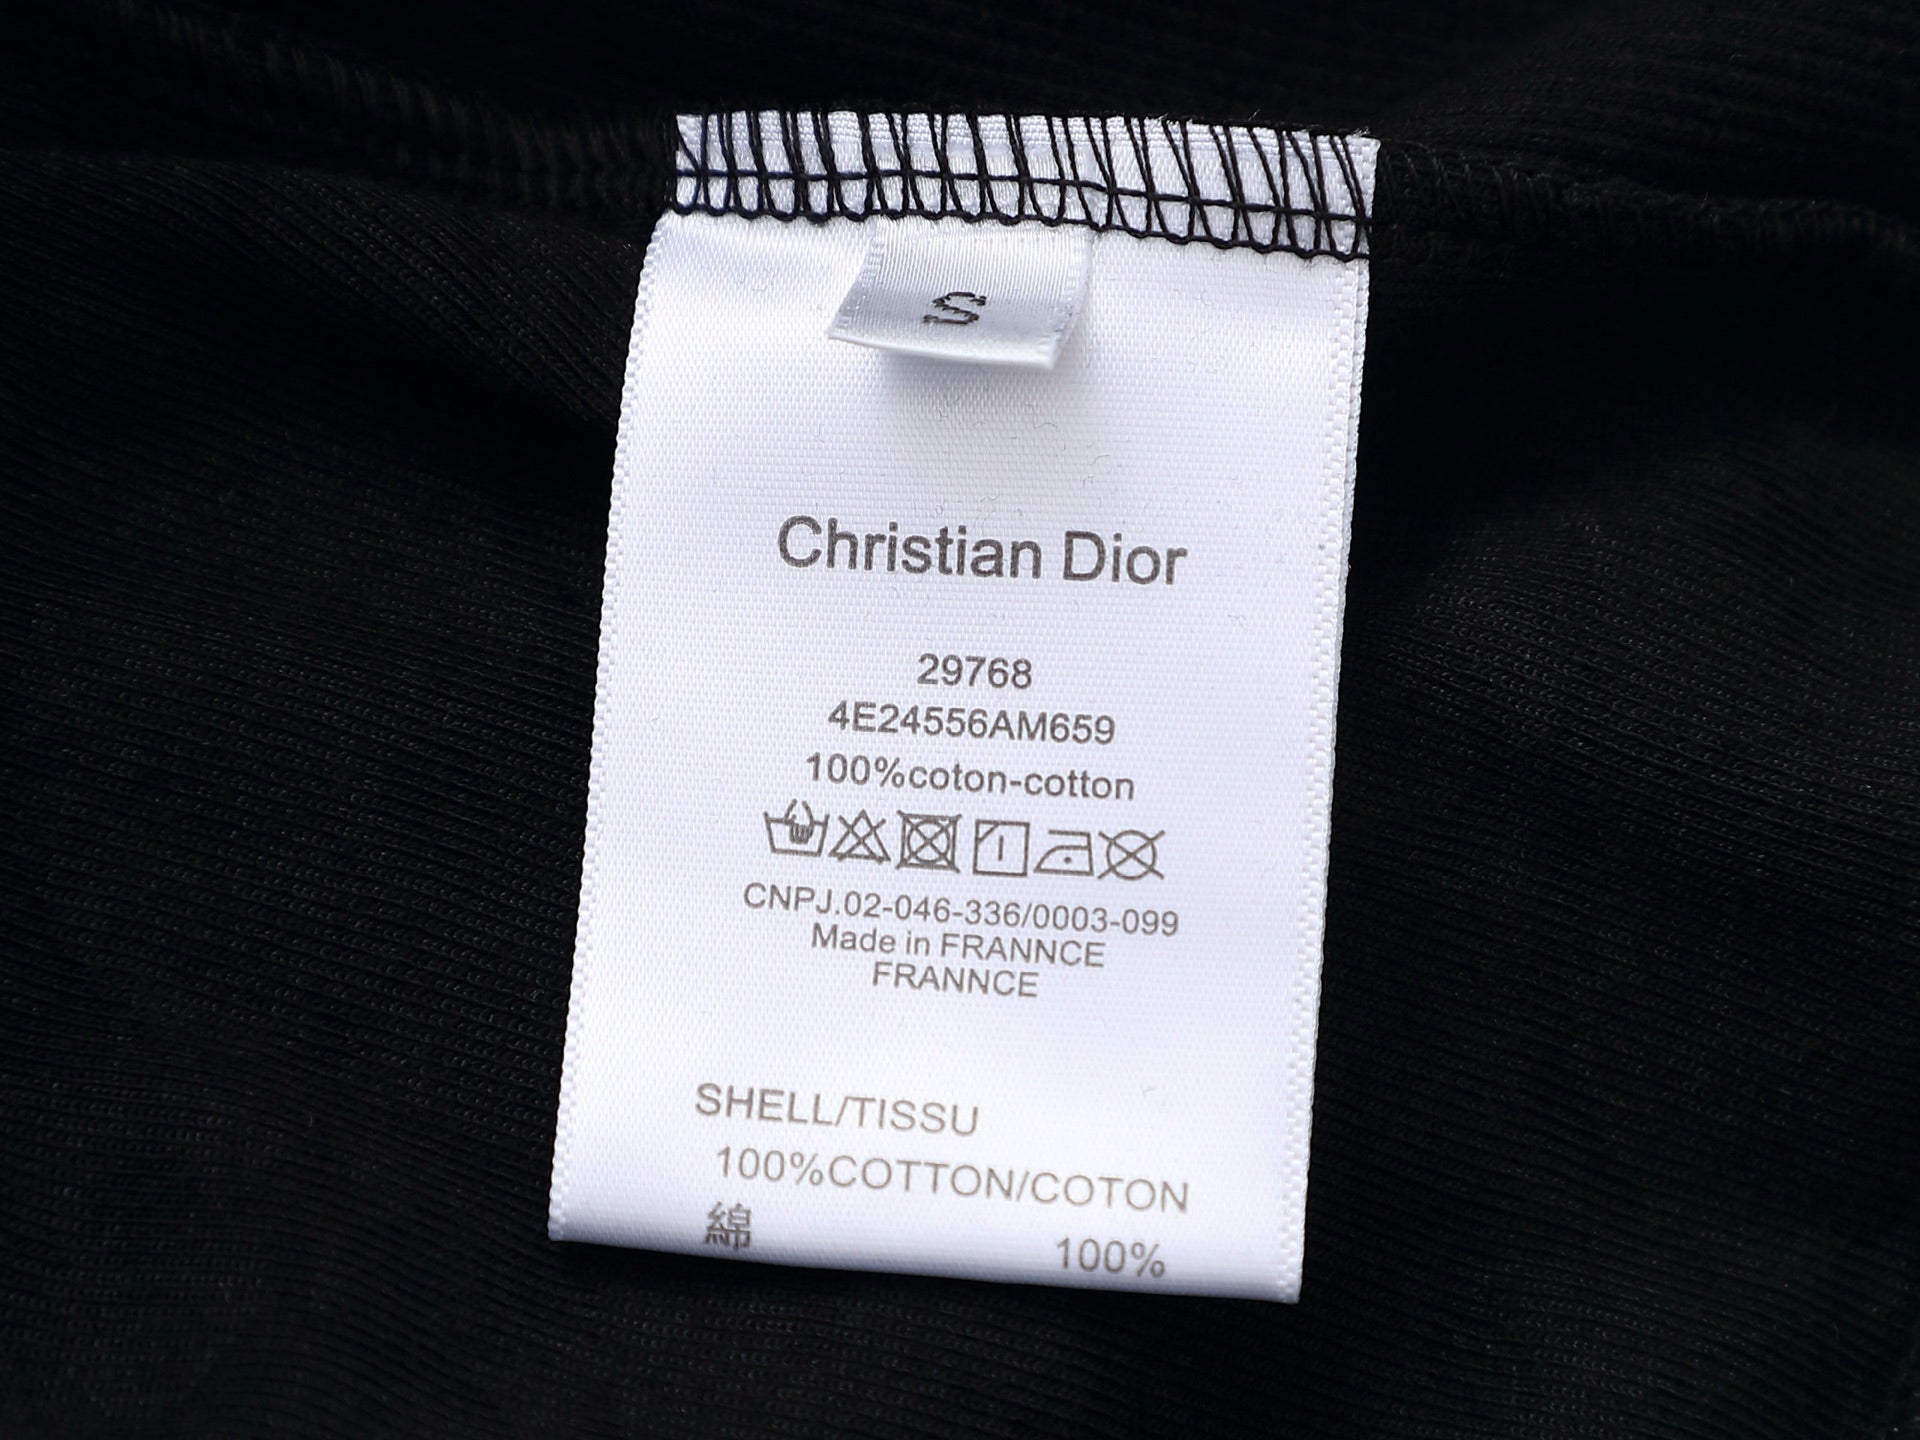 S
Christian Dior
29768
4E24556AM659
100%coton-cotton
CNPJ.02-046-336/0003-099
Made in FRANNCE
FRANNCE
SHELL/TISSU
100%COTTON/COTON
綿 100%